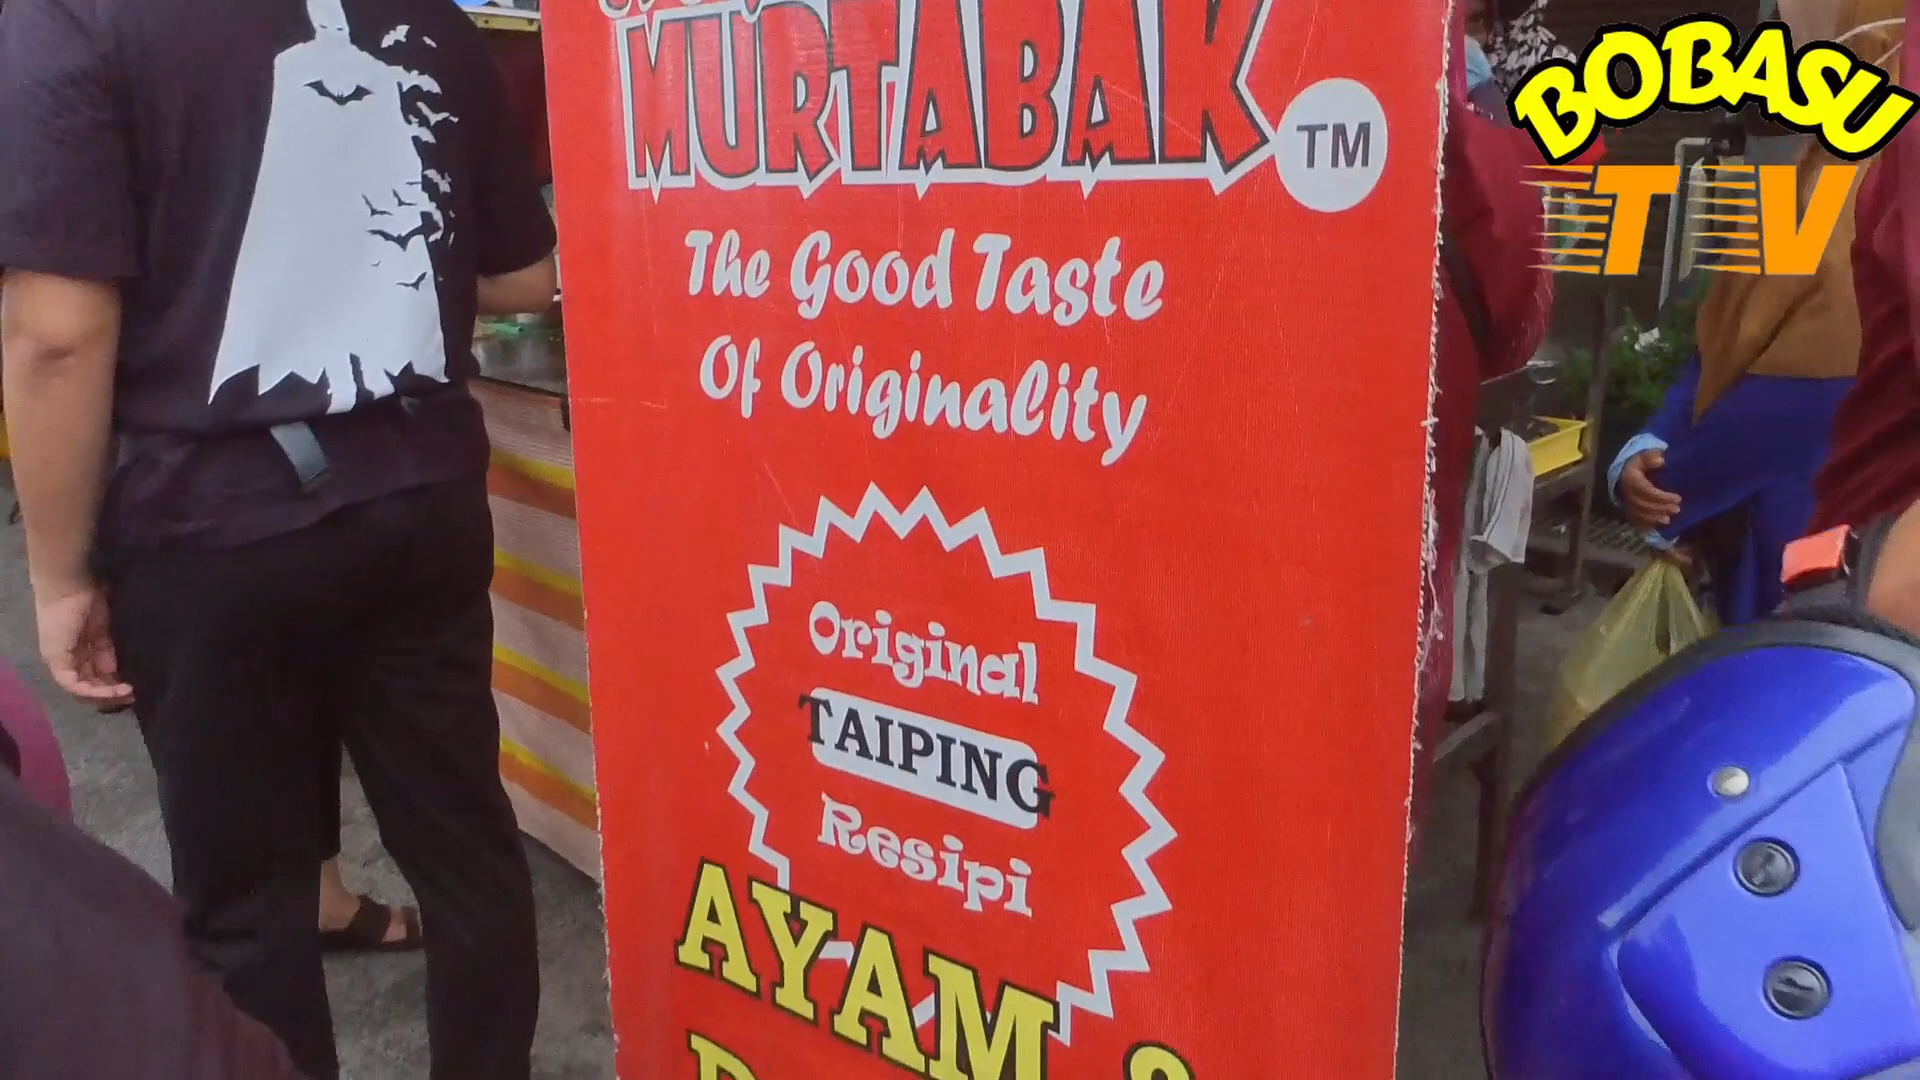 MURTABAK
TM
The Good Taste
Of Originality
Original
TAIPING
Resipi
AYAM &
BOBASU
TV